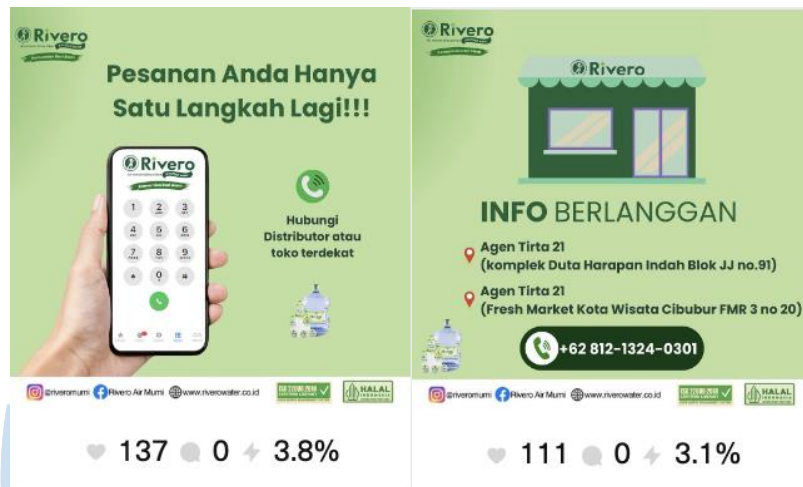 Rivero
Pesanan Anda Hanya
Satu Langkah Lagi!!!
Rivero
1 2 3
4 5 6
7 8 9
* 0 #
Hubungi
Distributor atau
toko terdekat
@riveromurni Rivero Air Murni www.riverowater.co.id
HALAL
INDONESIA
137 0 3.8%
Rivero
Rivero
INFO BERLANGGAN
Agen Tirta 21
(komplek Duta Harapan Indah Blok JJ no.91)
Agen Tirta 21
(Fresh Market Kota Wisata Cibubur FMR 3 no 20)
+62 812-1324-0301
@riveromurni Rivero Air Murni www.riverowater.co.id
HALAL
INDONESIA
111 0 3.1%